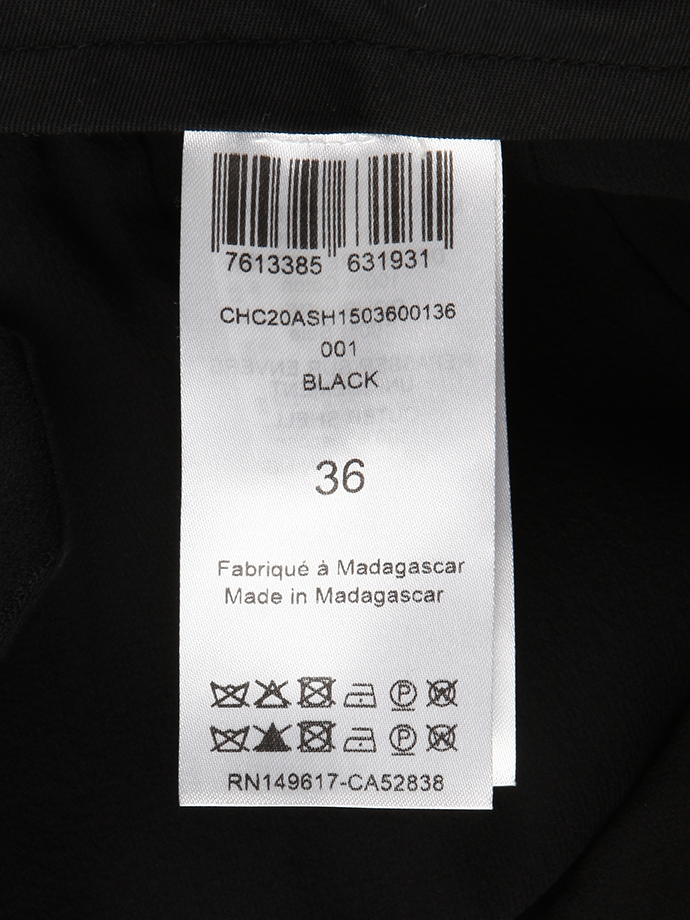 7613385 631931
CHC20ASH1503600136
001
BLACK
36
Fabriqué à Madagascar
Made in Madagascar
RN149617-CA52838